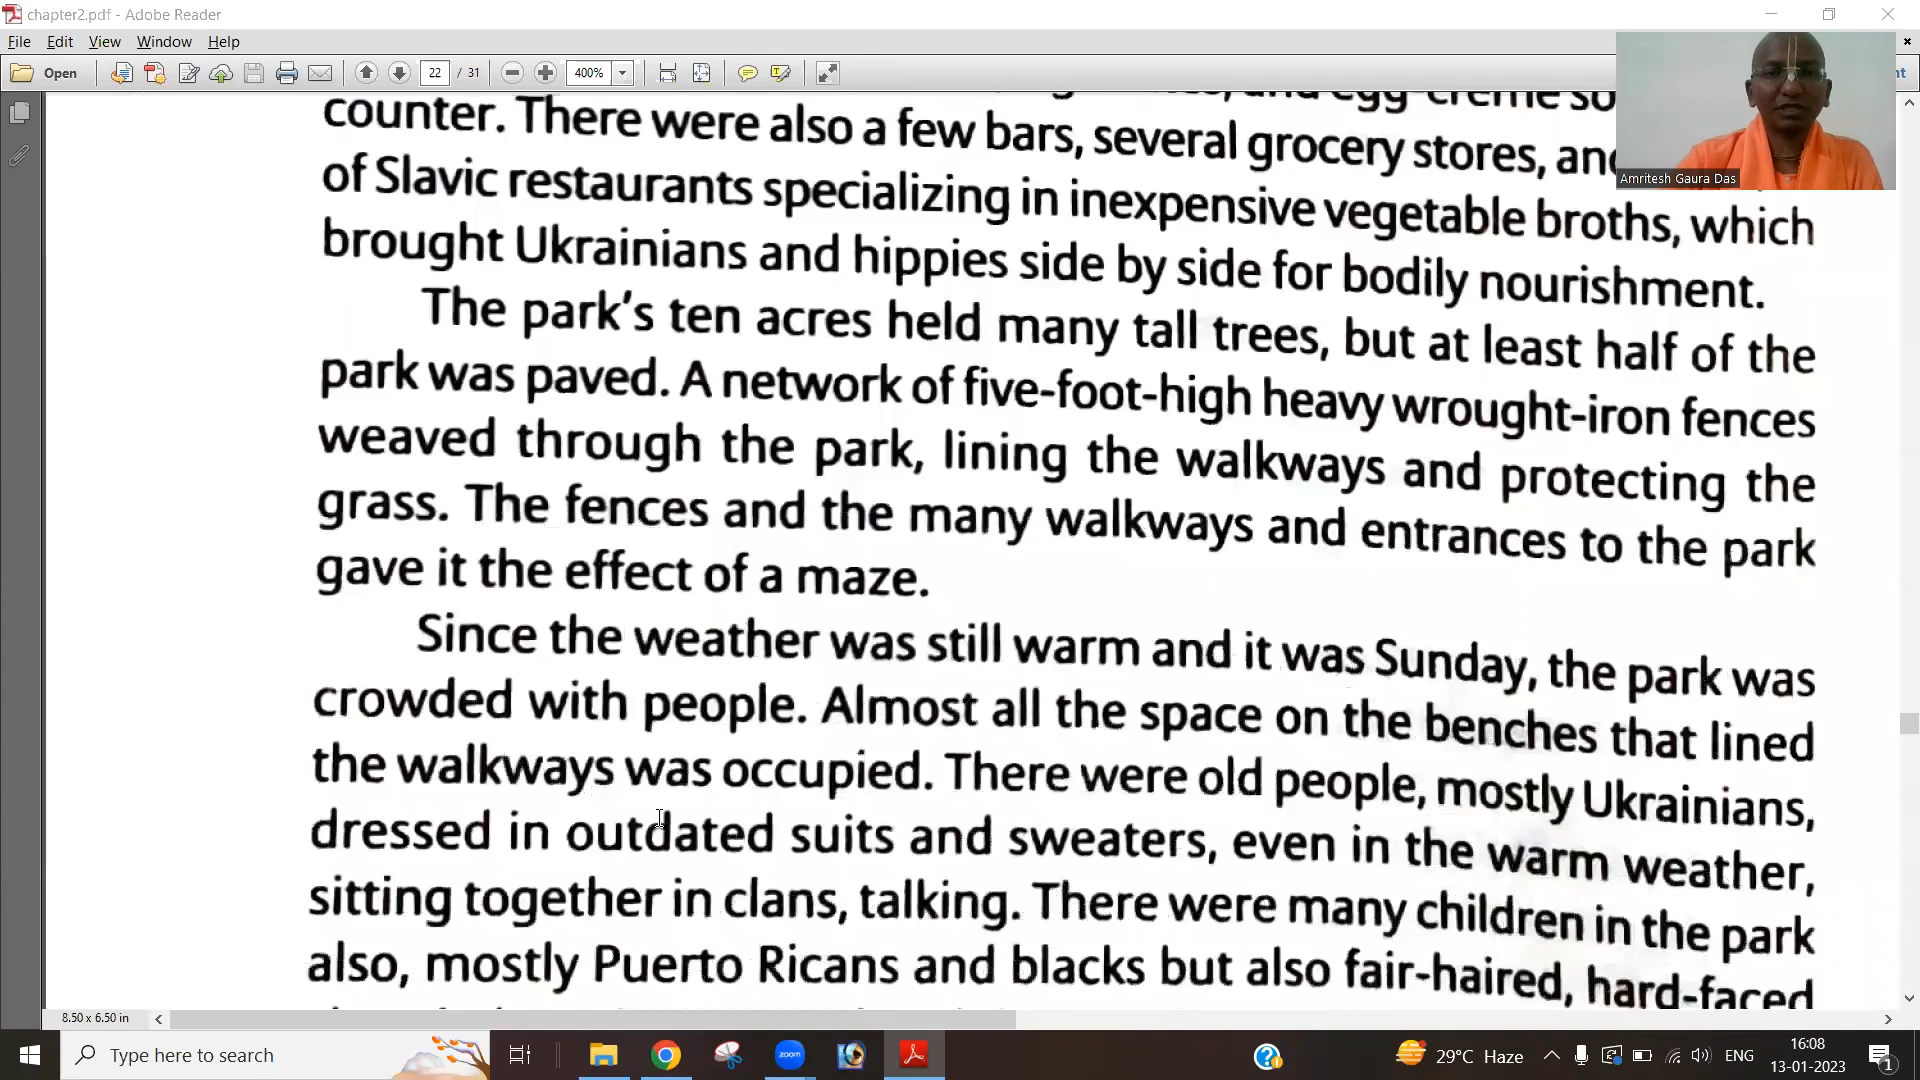 chapter2.pdf - Adobe Reader
File Edit View Window Help
Open 22 / 31 400%
Amritesh Gaura Das
counter. There were also a few bars, several grocery stores, and
of Slavic restaurants specializing in inexpensive vegetable broths, which
brought Ukrainians and hippies side by side for bodily nourishment.
The park's ten acres held many tall trees, but at least half of the
park was paved. A network of five-foot-high heavy wrought-iron fences
weaved through the park, lining the walkways and protecting the
grass. The fences and the many walkways and entrances to the park
gave it the effect of a maze.
Since the weather was still warm and it was Sunday, the park was
crowded with people. Almost all the space on the benches that lined
the walkways was occupied. There were old people, mostly Ukrainians,
dressed in outdated suits and sweaters, even in the warm weather,
sitting together in clans, talking. There were many children in the park
also, mostly Puerto Ricans and blacks but also fair-haired, hard-faced
8.50 x 6.50 in
Type here to search
zoom
29°C Haze
ENG
16:08
13-01-2023
1